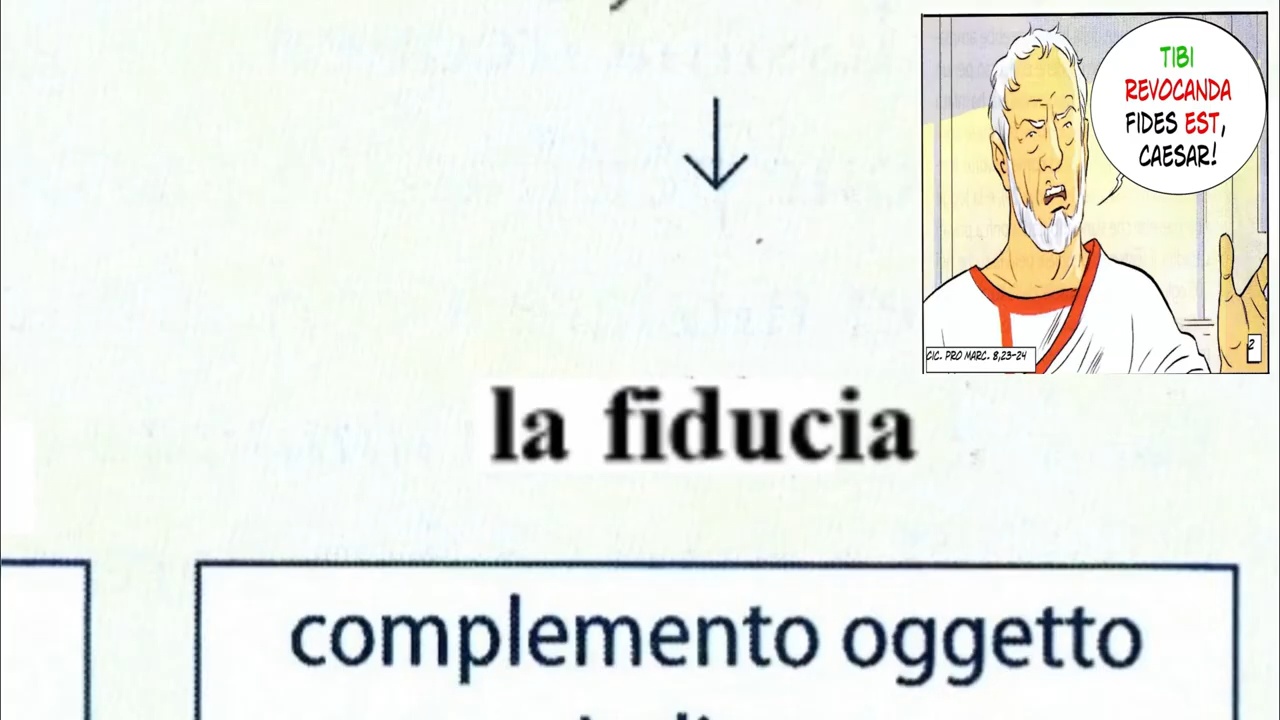 TIBI
REVOCANDA
FIDES EST,
CAESAR!
CIC. PRO MARC. 8,23-24
2
la fiducia
complemento oggetto